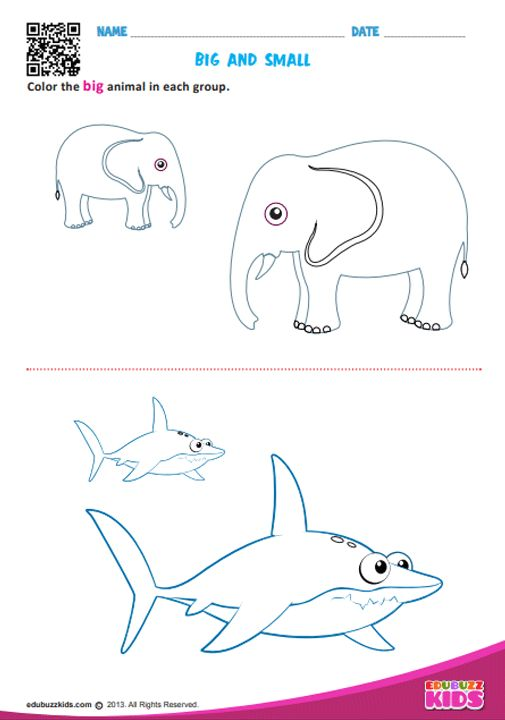 NAME DATE
BIG AND SMALL
Color the big animal in each group.
EDUBUZZ
KIDS
edubuzzkids.com © 2013. All Rights Reserved.